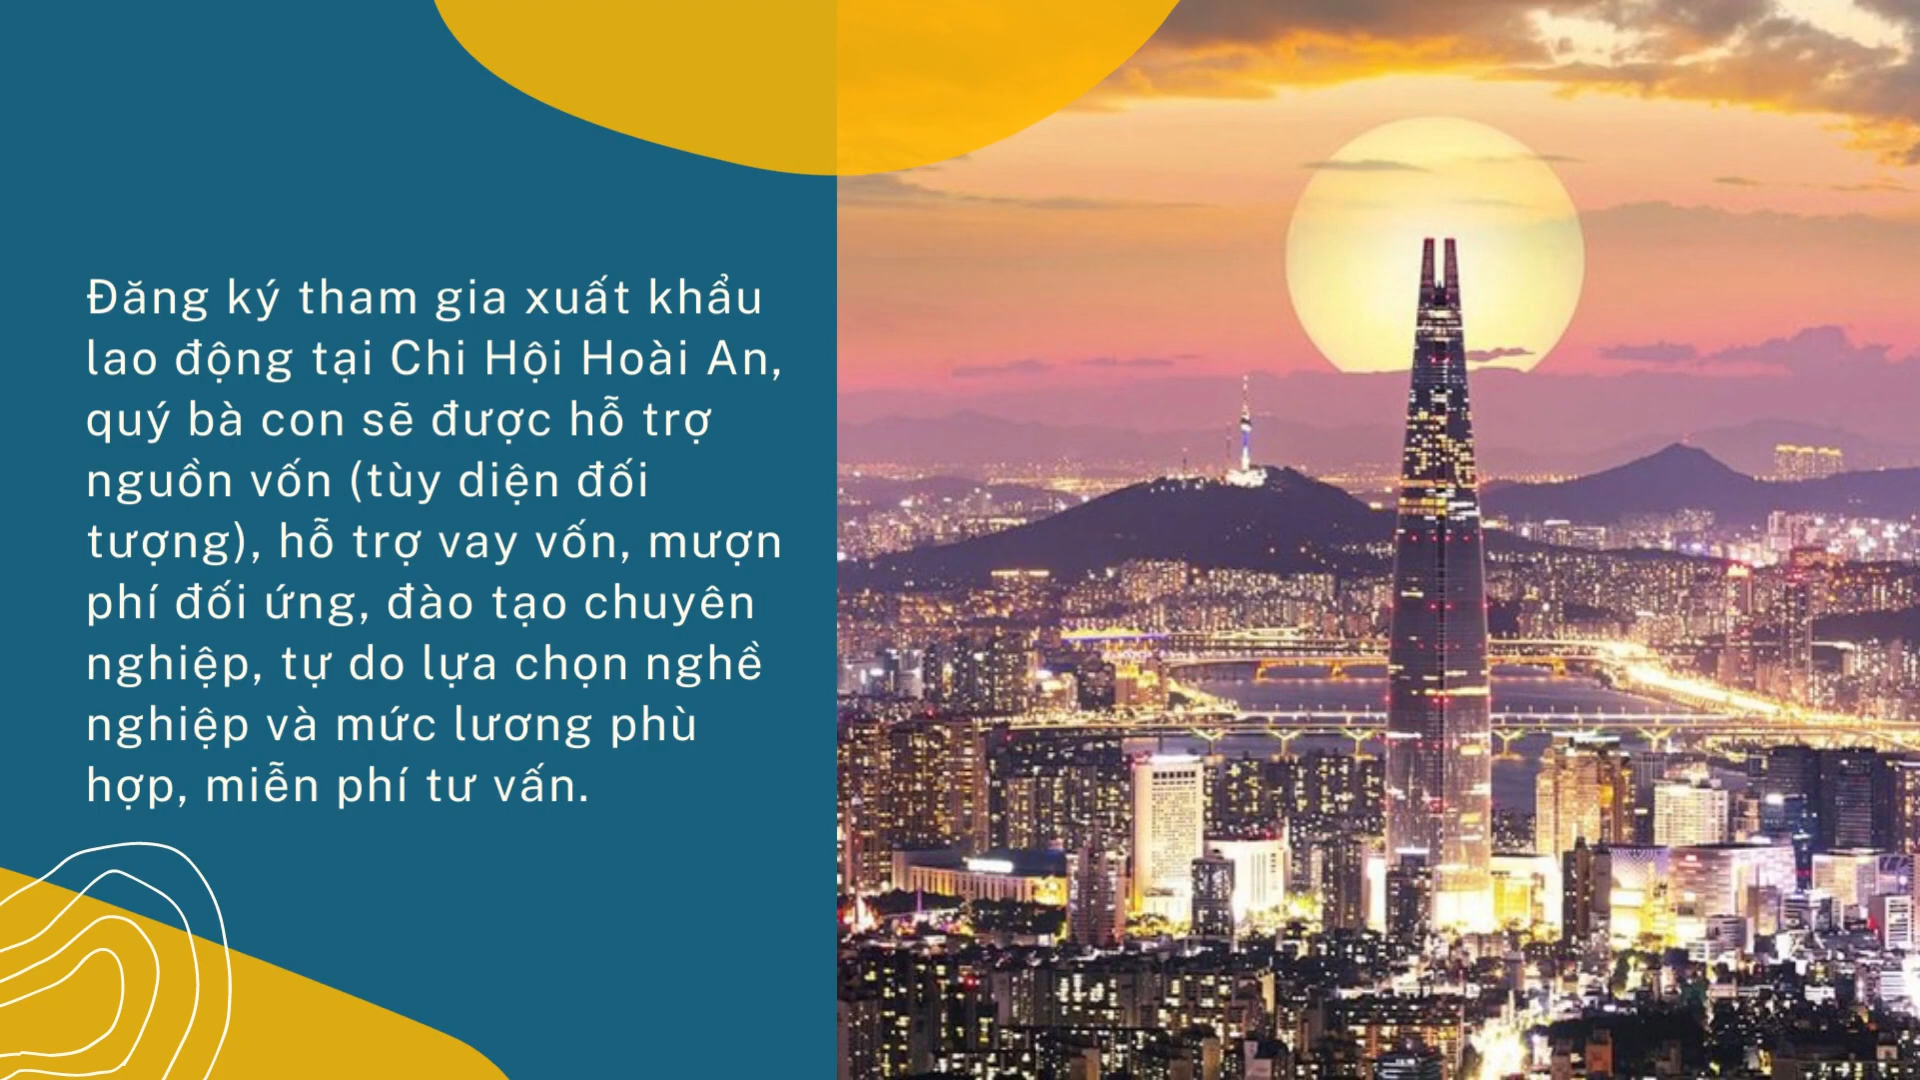 Đăng ký tham gia xuất khẩu
lao động tại Chi Hội Hoài An,
quý bà con sẽ được hỗ trợ
nguồn vốn (tùy diện đối
tượng), hỗ trợ vay vốn, mượn
phí đối ứng, đào tạo chuyên
nghiệp, tự do lựa chọn nghề
nghiệp và mức lương phù
hợp, miễn phí tư vấn.